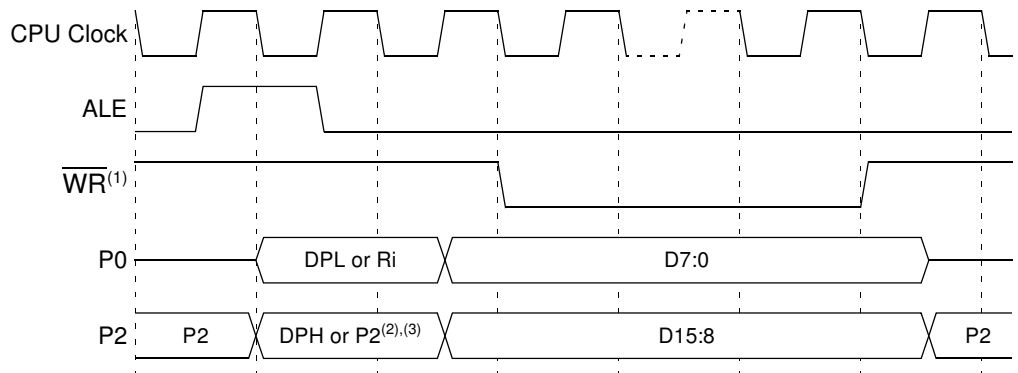 CPU Clock
ALE
WR(1)
P0 DPL or Ri D7:0
P2 P2 DPH or P2(2),(3) D15:8 P2